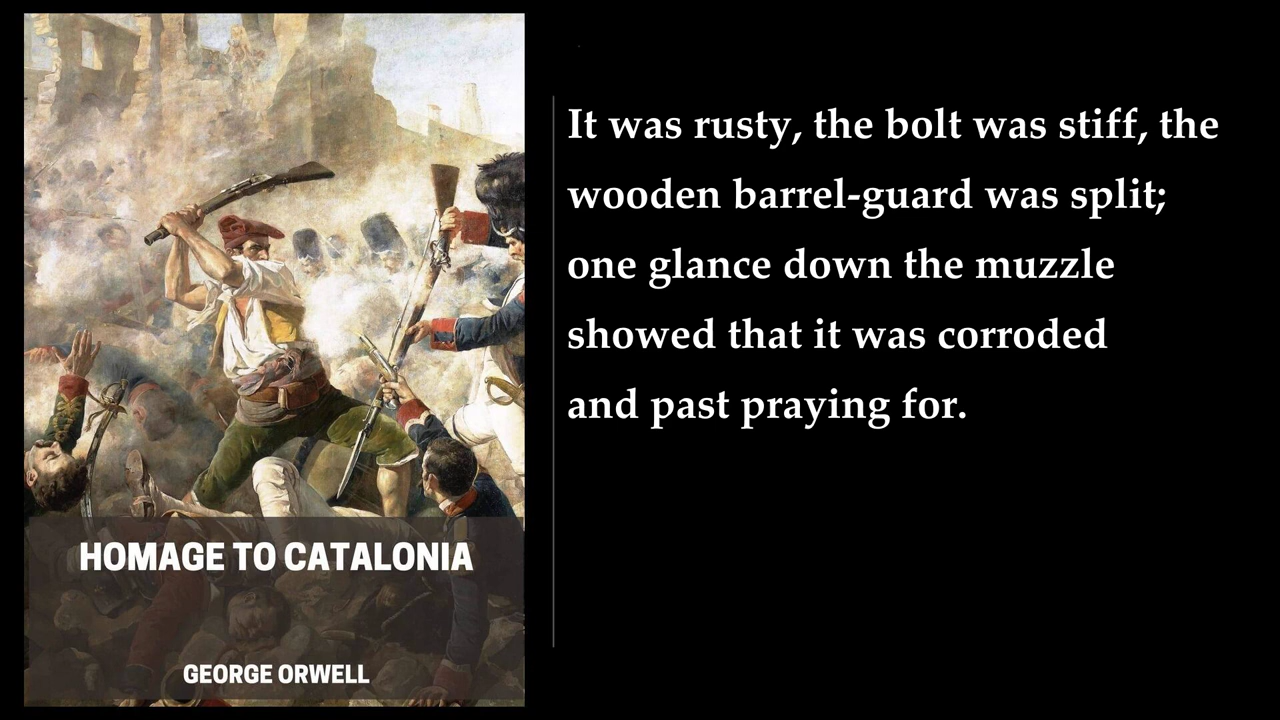 HOMAGE TO CATALONIA
GEORGE ORWELL
It was rusty, the bolt was stiff, the
wooden barrel-guard was split;
one glance down the muzzle
showed that it was corroded
and past praying for.